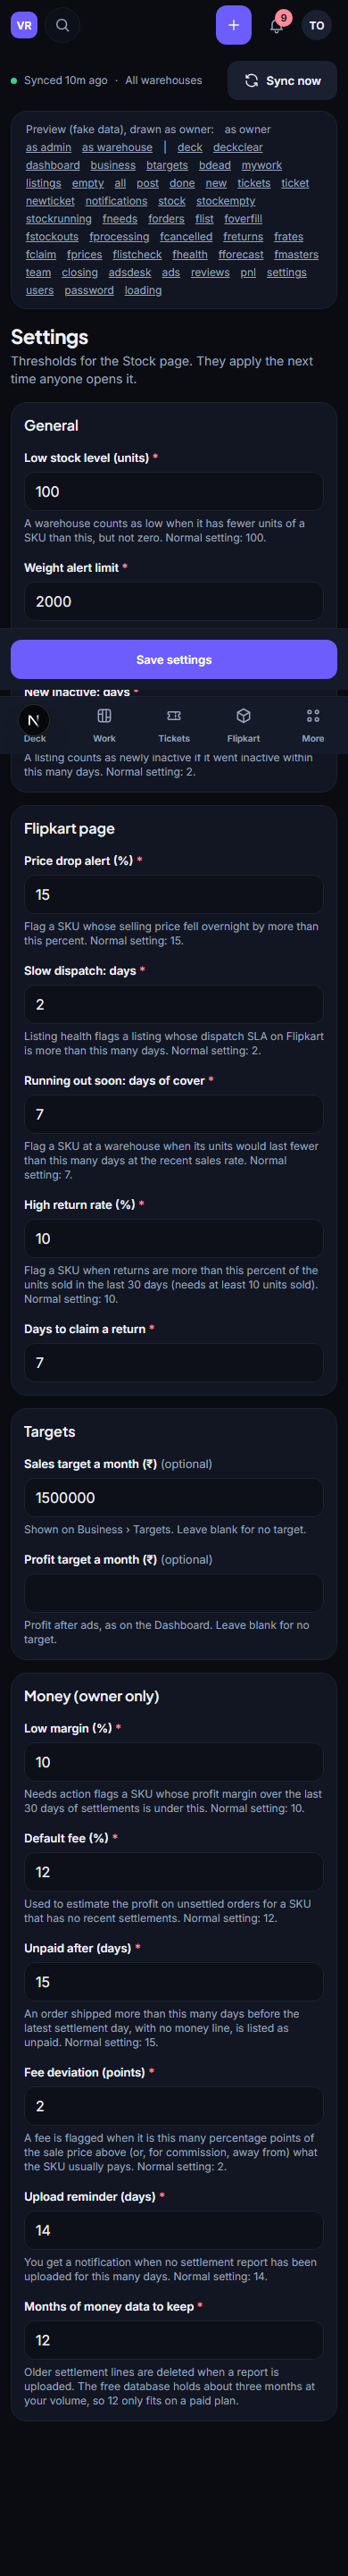 VR
9
TO
Synced 10m ago · All warehouses
Sync now
Preview (fake data), drawn as owner: as owner
as admin as warehouse | deck deckclear
dashboard business btargets bdead mywork
listings empty all post done new tickets ticket
newticket notifications stock stockempty
stockrunning fneeds forders flist foverfill
fstockouts fprocessing fcancelled freturns frates
fclaim fprices flistcheck fhealth fforecast fmasters
team closing adsdesk ads reviews pnl settings
users password loading
Settings
Thresholds for the Stock page. They apply the next
time anyone opens it.
General
Low stock level (units) *
100
A warehouse counts as low when it has fewer units of a
SKU than this, but not zero. Normal setting: 100.
Weight alert limit *
2000
Save settings
New inactive: days *
N
Deck
Work
Tickets
Flipkart
More
A listing counts as newly inactive if it went inactive within
this many days. Normal setting: 2.
Flipkart page
Price drop alert (%) *
15
Flag a SKU whose selling price fell overnight by more than
this percent. Normal setting: 15.
Slow dispatch: days *
2
Listing health flags a listing whose dispatch SLA on Flipkart
is more than this many days. Normal setting: 2.
Running out soon: days of cover *
7
Flag a SKU at a warehouse when its units would last fewer
than this many days at the recent sales rate. Normal
setting: 7.
High return rate (%) *
10
Flag a SKU when returns are more than this percent of the
units sold in the last 30 days (needs at least 10 units sold).
Normal setting: 10.
Days to claim a return *
7
Targets
Sales target a month (₹) (optional)
1500000
Shown on Business › Targets. Leave blank for no target.
Profit target a month (₹) (optional)
Profit after ads, as on the Dashboard. Leave blank for no
target.
Money (owner only)
Low margin (%) *
10
Needs action flags a SKU whose profit margin over the last
30 days of settlements is under this. Normal setting: 10.
Default fee (%) *
12
Used to estimate the profit on unsettled orders for a SKU
that has no recent settlements. Normal setting: 12.
Unpaid after (days) *
15
An order shipped more than this many days before the
latest settlement day, with no money line, is listed as
unpaid. Normal setting: 15.
Fee deviation (points) *
2
A fee is flagged when it is this many percentage points of
the sale price above (or, for commission, away from) what
the SKU usually pays. Normal setting: 2.
Upload reminder (days) *
14
You get a notification when no settlement report has been
uploaded for this many days. Normal setting: 14.
Months of money data to keep *
12
Older settlement lines are deleted when a report is
uploaded. The free database holds about three months at
your volume, so 12 only fits on a paid plan.